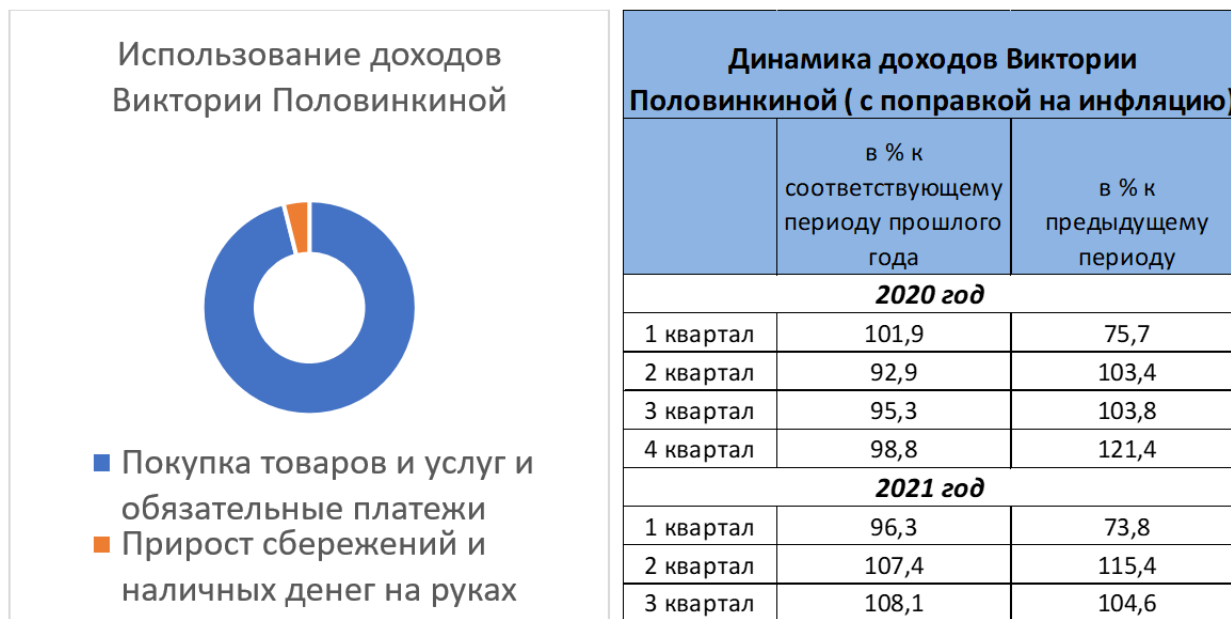 Использование доходов
Виктории Половинкиной
Покупка товаров и услуг и
обязательные платежи
Прирост сбережений и
наличных денег на руках
Динамика доходов Виктории
Половинкиной ( с поправкой на инфляцию)
в % к
соответствующему
периоду прошлого
года
в % к
предыдущему
периоду
2020 год
1 квартал 101,9 75,7
2 квартал 92,9 103,4
3 квартал 95,3 103,8
4 квартал 98,8 121,4
2021 год
1 квартал 96,3 73,8
2 квартал 107,4 115,4
3 квартал 108,1 104,6